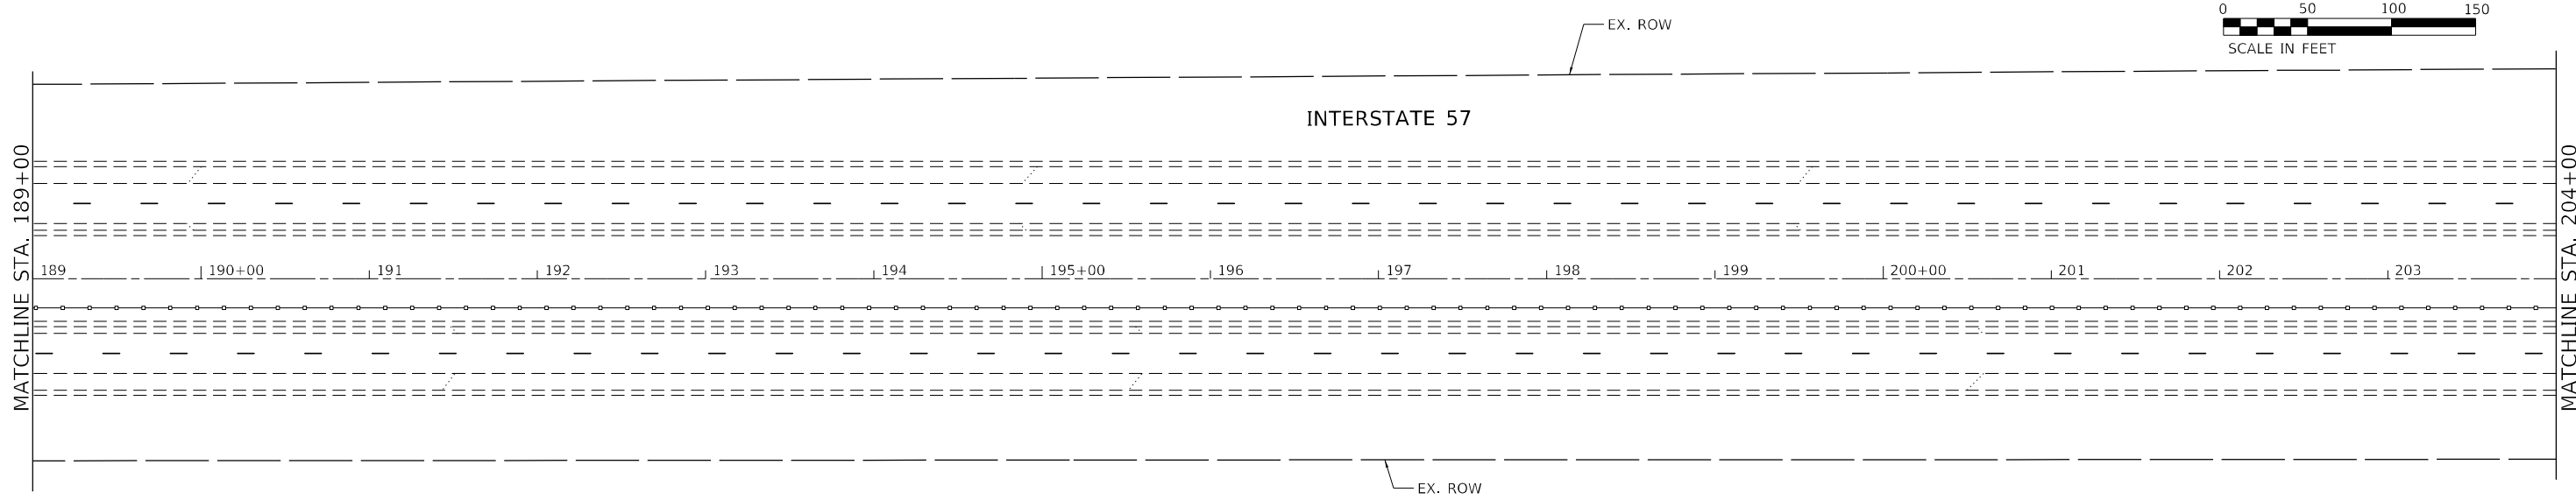 0 50 100 150
SCALE IN FEET
EX. ROW
INTERSTATE 57
MATCHLINE STA. 189+00
MATCHLINE STA. 204+00
189 190+00 191 192 193 194 195+00 196 197 198 199 200+00 201 202 203
EX. ROW